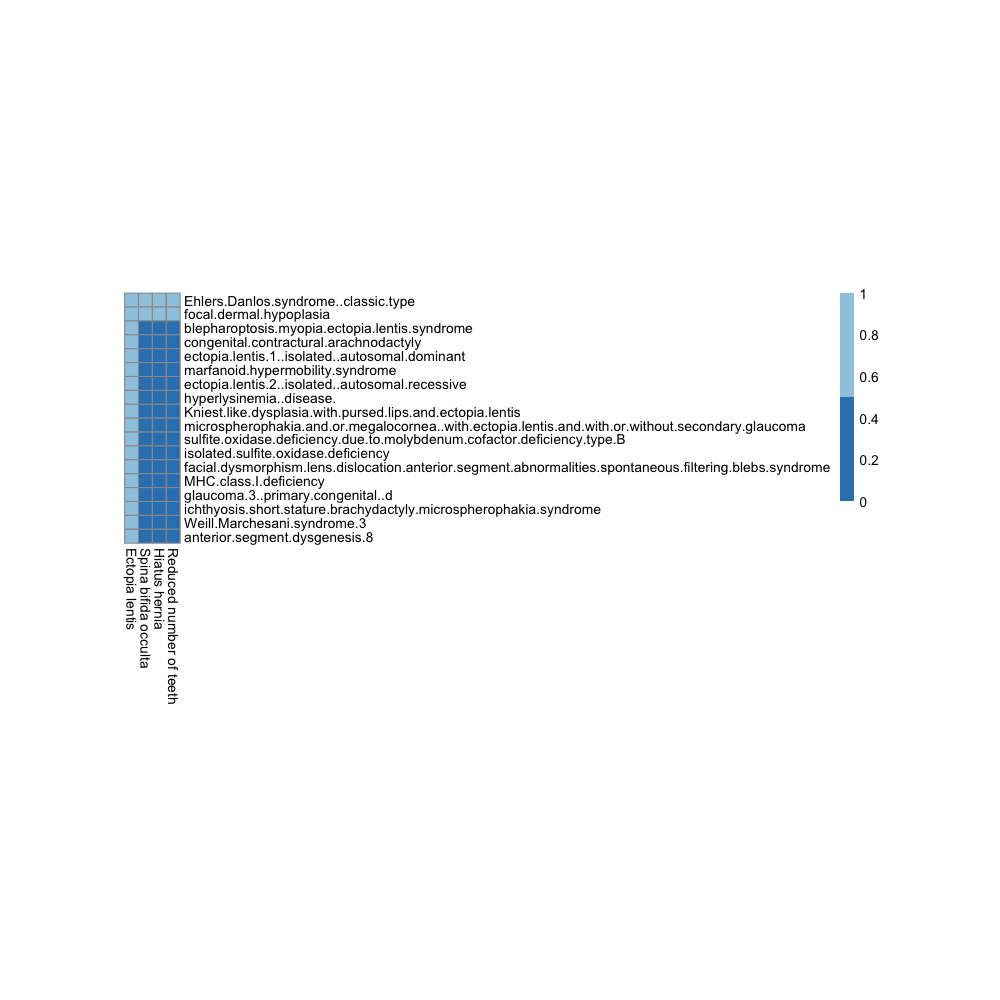 Ehlers.Danlos.syndrome..classic.type
focal.dermal.hypoplasia
blepharoptosis.myopia.ectopia.lentis.syndrome
congenital.contractural.arachnodactyly
ectopia.lentis.1..isolated..autosomal.dominant
marfanoid.hypermobility.syndrome
ectopia.lentis.2..isolated..autosomal.recessive
hyperlysinemia..disease.
Kniest.like.dysplasia.with.pursed.lips.and.ectopia.lentis
microspherophakia.and.or.megalocornea..with.ectopia.lentis.and.with.or.without.secondary.glaucoma
sulfite.oxidase.deficiency.due.to.molybdenum.cofactor.deficiency.type.B
isolated.sulfite.oxidase.deficiency
facial.dysmorphism.lens.dislocation.anterior.segment.abnormalities.spontaneous.filtering.blebs.syndrome
MHC.class.I.deficiency
glaucoma.3..primary.congenital..d
ichthyosis.short.stature.brachydactyly.microspherophakia.syndrome
Weill.Marchesani.syndrome.3
anterior.segment.dysgenesis.8
Ectopia lentis
Spina bifida occulta
Hiatus hernia
Reduced number of teeth
1
0.8
0.6
0.4
0.2
0